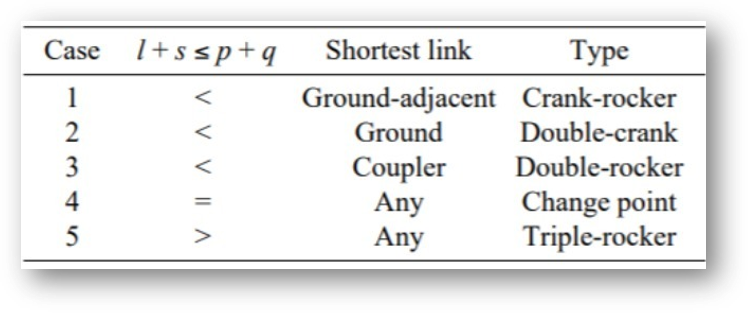 Case l + s ≤ p + q Shortest link Type
1 < Ground-adjacent Crank-rocker
2 < Ground Double-crank
3 < Coupler Double-rocker
4 = Any Change point
5 > Any Triple-rocker